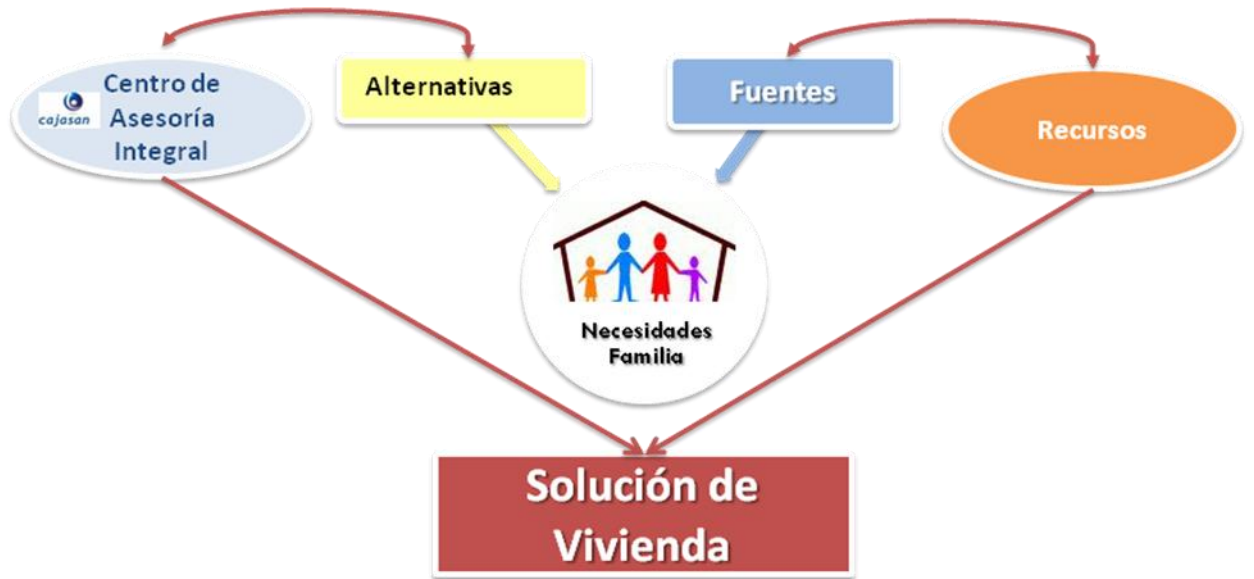 Centro de
Asesoría
Integral
cajasan
Alternativas
Fuentes
Recursos
Necesidades
Familia
Solución de
Vivienda